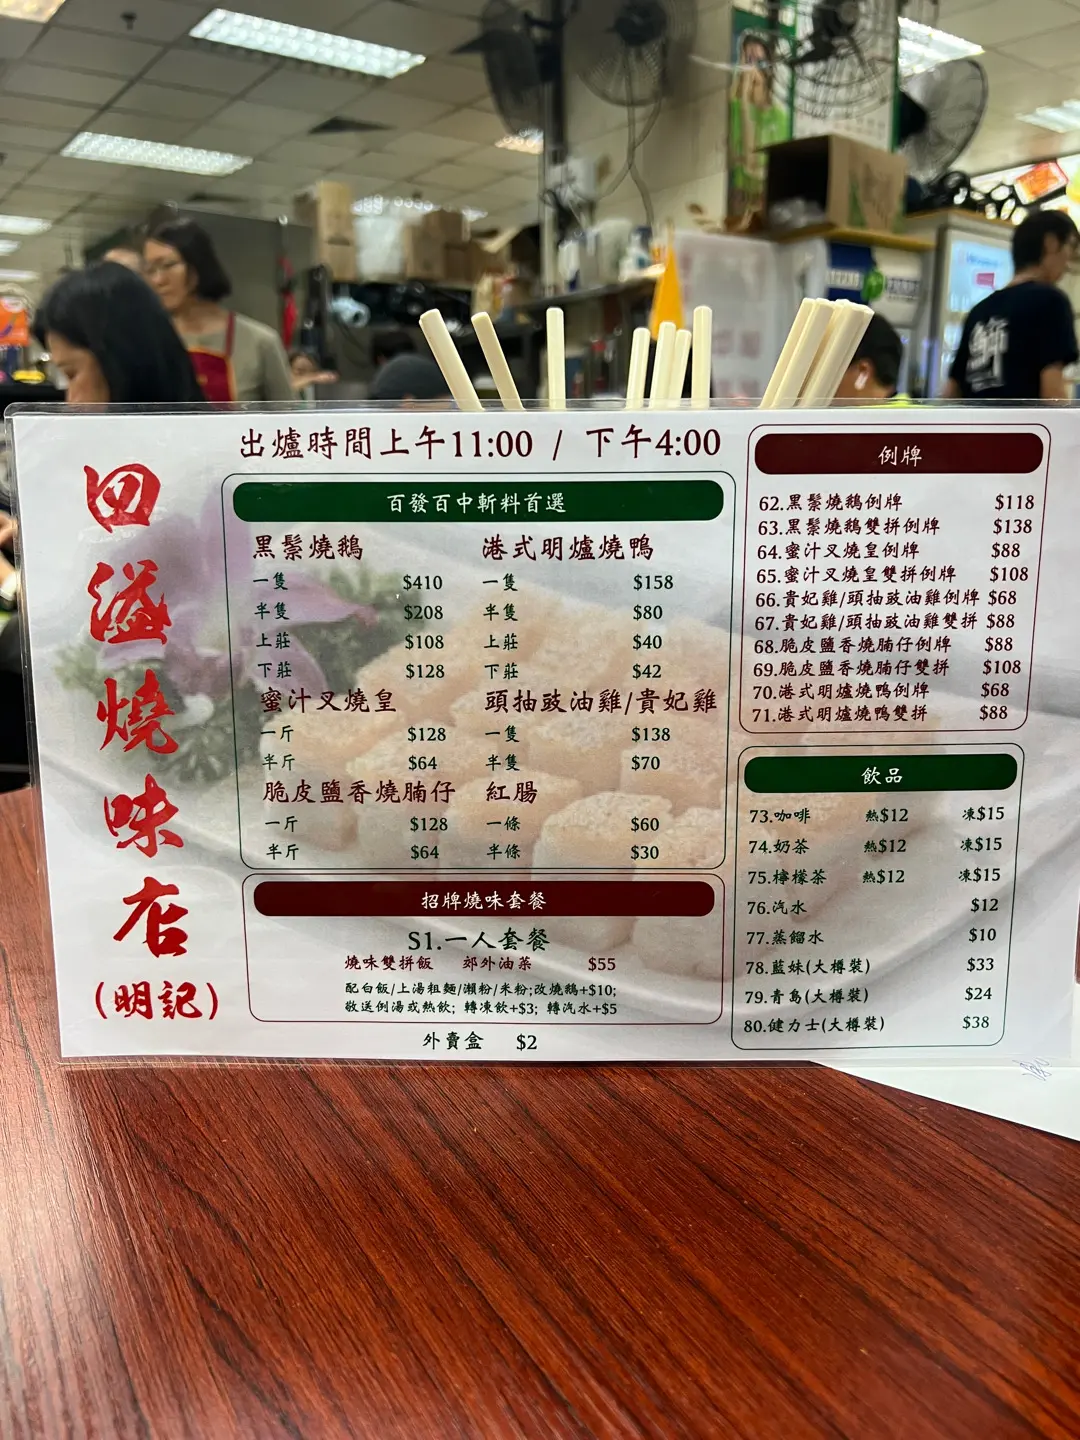 回溢燒味店
(明記)
出爐時間上午11:00 / 下午4:00
百發百中斬料首選
黑鬃燒鵝
一隻 $410
半隻 $208
上莊 $108
下莊 $128
港式明爐燒鴨
一隻 $158
半隻 $80
上莊 $40
下莊 $42
蜜汁叉燒皇
一斤 $128
半斤 $64
頭抽豉油雞/貴妃雞
一隻 $138
半隻 $70
脆皮鹽香燒腩仔
一斤 $128
半斤 $64
紅腸
一條 $60
半條 $30
招牌燒味套餐
S1.一人套餐
燒味雙拼飯 郊外油菜 $55
配白飯/上湯粗麵/瀨粉/米粉;改燒鵝+$10;
敬送例湯或熱飲; 轉凍飲+$3; 轉汽水+$5
外賣盒 $2
例牌
62.黑鬃燒鵝例牌 $118
63.黑鬃燒鵝雙拼例牌 $138
64.蜜汁叉燒皇例牌 $88
65.蜜汁叉燒皇雙拼例牌 $108
66.貴妃雞/頭抽豉油雞例牌 $68
67.貴妃雞/頭抽豉油雞雙拼 $88
68.脆皮鹽香燒腩仔例牌 $88
69.脆皮鹽香燒腩仔雙拼 $108
70.港式明爐燒鴨例牌 $68
71.港式明爐燒鴨雙拼 $88
飲品
73.咖啡 熱$12 凍$15
74.奶茶 熱$12 凍$15
75.檸檬茶 熱$12 凍$15
76.汽水 $12
77.蒸餾水 $10
78.藍妹(大樽裝) $33
79.青島(大樽裝) $24
80.健力士(大樽裝) $38